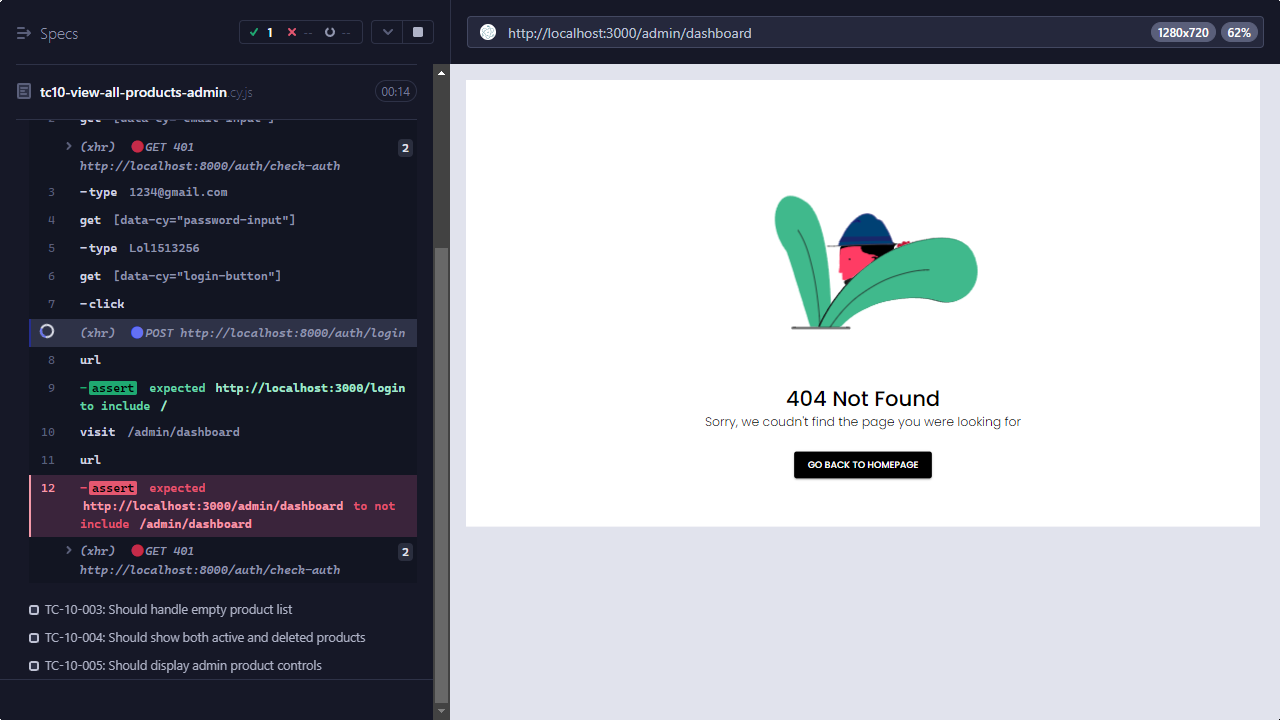 Specs
1 -- --
http://localhost:3000/admin/dashboard
1280x720 62%
tc10-view-all-products-admin.cy.js 00:14
2 get [data-cy="email-input"]
(xhr) GET 401 2
http://localhost:8000/auth/check-auth
3 -type 1234@gmail.com
4 get [data-cy="password-input"]
5 -type Lol1513256
6 get [data-cy="login-button"]
7 -click
(xhr) POST http://localhost:8000/auth/login
8 url
9 -assert expected http://localhost:3000/login
to include /
10 visit /admin/dashboard
11 url
12 -assert expected
http://localhost:3000/admin/dashboard to not
include /admin/dashboard
(xhr) GET 401 2
http://localhost:8000/auth/check-auth
TC-10-003: Should handle empty product list
TC-10-004: Should show both active and deleted products
TC-10-005: Should display admin product controls
404 Not Found
Sorry, we coudn't find the page you were looking for
GO BACK TO HOMEPAGE